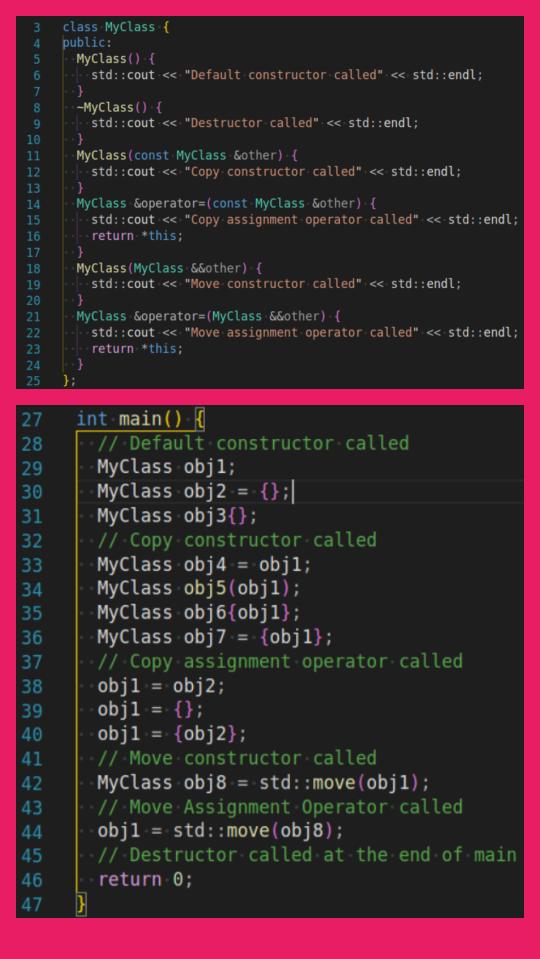 3 class MyClass {
4 public:
5 MyClass() {
6 std::cout << "Default constructor called" << std::endl;
7 }
8 ~MyClass() {
9 std::cout << "Destructor called" << std::endl;
10 }
11 MyClass(const MyClass &other) {
12 std::cout << "Copy constructor called" << std::endl;
13 }
14 MyClass &operator=(const MyClass &other) {
15 std::cout << "Copy assignment operator called" << std::endl;
16 return *this;
17 }
18 MyClass(MyClass &&other) {
19 std::cout << "Move constructor called" << std::endl;
20 }
21 MyClass &operator=(MyClass &&other) {
22 std::cout << "Move assignment operator called" << std::endl;
23 return *this;
24 }
25 };
27 int main() {
28 // Default constructor called
29 MyClass obj1;
30 MyClass obj2 = {};
31 MyClass obj3{};
32 // Copy constructor called
33 MyClass obj4 = obj1;
34 MyClass obj5(obj1);
35 MyClass obj6{obj1};
36 MyClass obj7 = {obj1};
37 // Copy assignment operator called
38 obj1 = obj2;
39 obj1 = {};
40 obj1 = {obj2};
41 // Move constructor called
42 MyClass obj8 = std::move(obj1);
43 // Move Assignment Operator called
44 obj1 = std::move(obj8);
45 // Destructor called at the end of main
46 return 0;
47 }